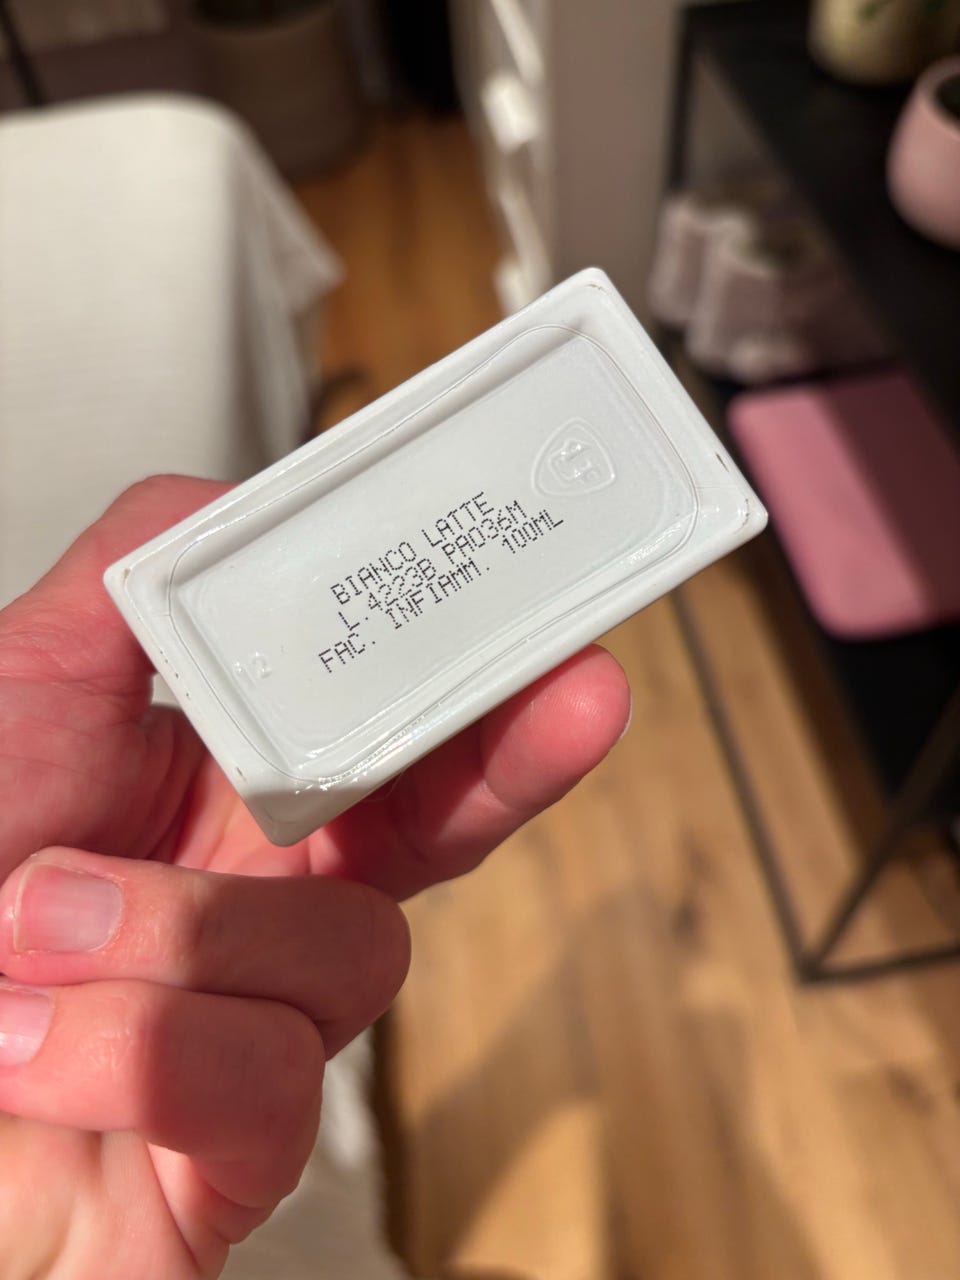 BIANCO LATTE
L. 4223B PAO36M
FAC. INFIAMM. 100ML